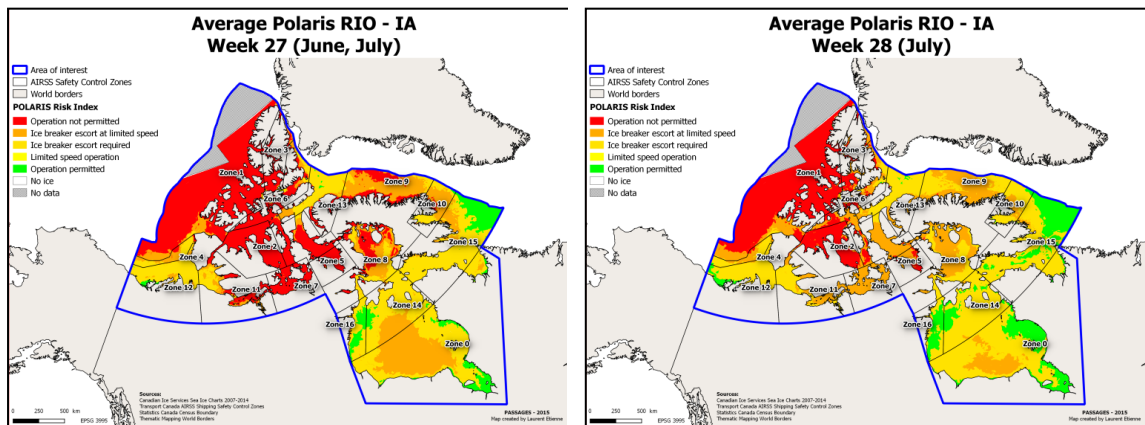 Average Polaris RIO - IA
Week 27 (June, July)
Area of interest
AIRSS Safety Control Zones
World borders
POLARIS Risk Index
Operation not permitted
Ice breaker escort at limited speed
Ice breaker escort required
Limited speed operation
Operation permitted
No ice
No data
Zone 3
Zone 1
Zone 9
Zone 6
Zone 13
Zone 10
Zone 2
Zone 15
Zone 4
Zone 5
Zone 8
Zone 12
Zone 11
Zone 7
Zone 14
Zone 16
Zone 0
Sources:
Canadian Ice Services Sea Ice Charts 2007-2014
Transport Canada AIRSS Shipping Safety Control Zones
Statistics Canada Census Boundary
Thematic Mapping World Borders
0 250 500 km
EPSG 3995
PASSAGES - 2015
Map created by Laurent Etienne
Average Polaris RIO - IA
Week 28 (July)
Area of interest
AIRSS Safety Control Zones
World borders
POLARIS Risk Index
Operation not permitted
Ice breaker escort at limited speed
Ice breaker escort required
Limited speed operation
Operation permitted
No ice
No data
Zone 3
Zone 1
Zone 9
Zone 6
Zone 13
Zone 10
Zone 2
Zone 15
Zone 4
Zone 5
Zone 8
Zone 12
Zone 11
Zone 7
Zone 14
Zone 16
Zone 0
Sources:
Canadian Ice Services Sea Ice Charts 2007-2014
Transport Canada AIRSS Shipping Safety Control Zones
Statistics Canada Census Boundary
Thematic Mapping World Borders
0 250 500 km
EPSG 3995
PASSAGES - 2015
Map created by Laurent Etienne